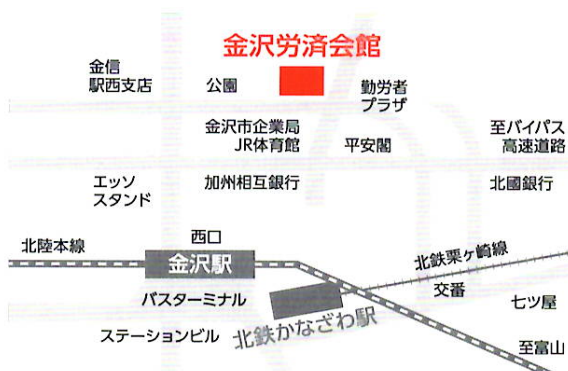 金沢労済会館
金信
駅西支店
公園
勤労者
プラザ
金沢市企業局
JR体育館
平安閣
至バイパス
高速道路
エッソ
スタンド
加州相互銀行
北國銀行
西口
北陸本線
金沢駅
北鉄栗ヶ崎線
バスターミナル
交番
七ツ屋
ステーションビル
北鉄かなざわ駅
至富山